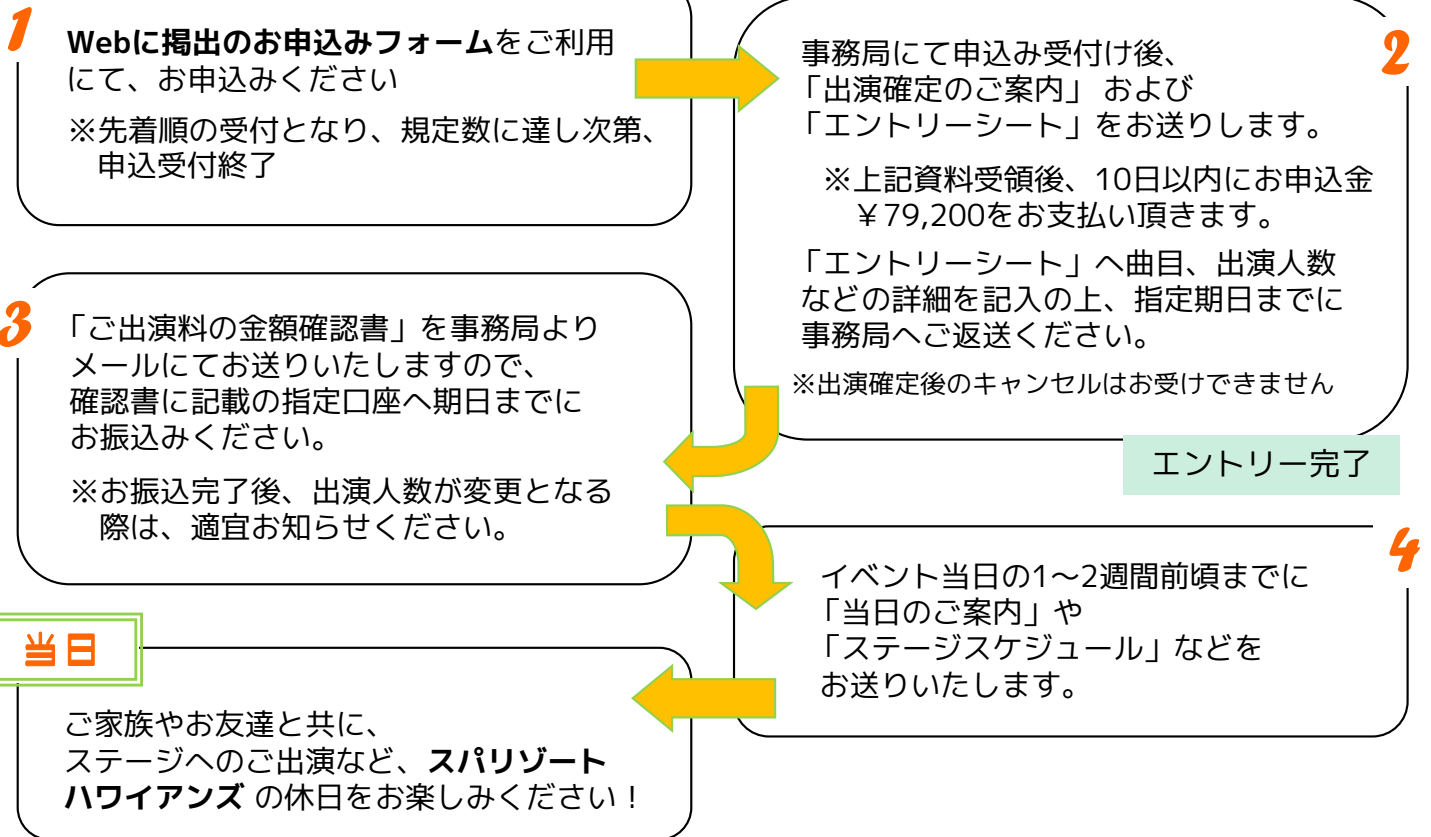 1
Webに掲出のお申込みフォームをご利用
にて、お申込みください
※先着順の受付となり、規定数に達し次第、
申込受付終了
2
事務局にて申込み受付け後、
「出演確定のご案内」 および
「エントリーシート」をお送りします。
※上記資料受領後、10日以内にお申込金
￥79,200をお支払い頂きます。
「エントリーシート」へ曲目、出演人数
などの詳細を記入の上、指定期日までに
事務局へご返送ください。
※出演確定後のキャンセルはお受けできません
エントリー完了
3
「ご出演料の金額確認書」を事務局より
メールにてお送りいたしますので、
確認書に記載の指定口座へ期日までに
お振込みください。
※お振込完了後、出演人数が変更となる
際は、適宜お知らせください。
4
イベント当日の1～2週間前頃までに
「当日のご案内」や
「ステージスケジュール」などを
お送りいたします。
当日
ご家族やお友達と共に、
ステージへのご出演など、スパリゾート
ハワイアンズ の休日をお楽しみください！